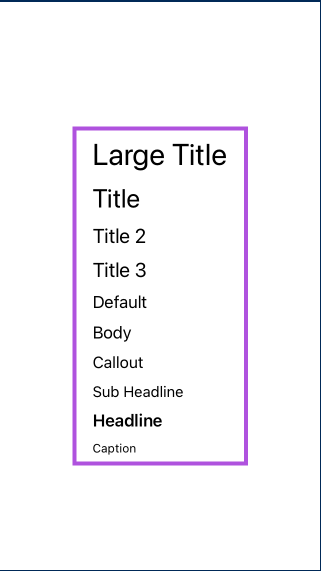 Large Title
Title
Title 2
Title 3
Default
Body
Callout
Sub Headline
Headline
Caption